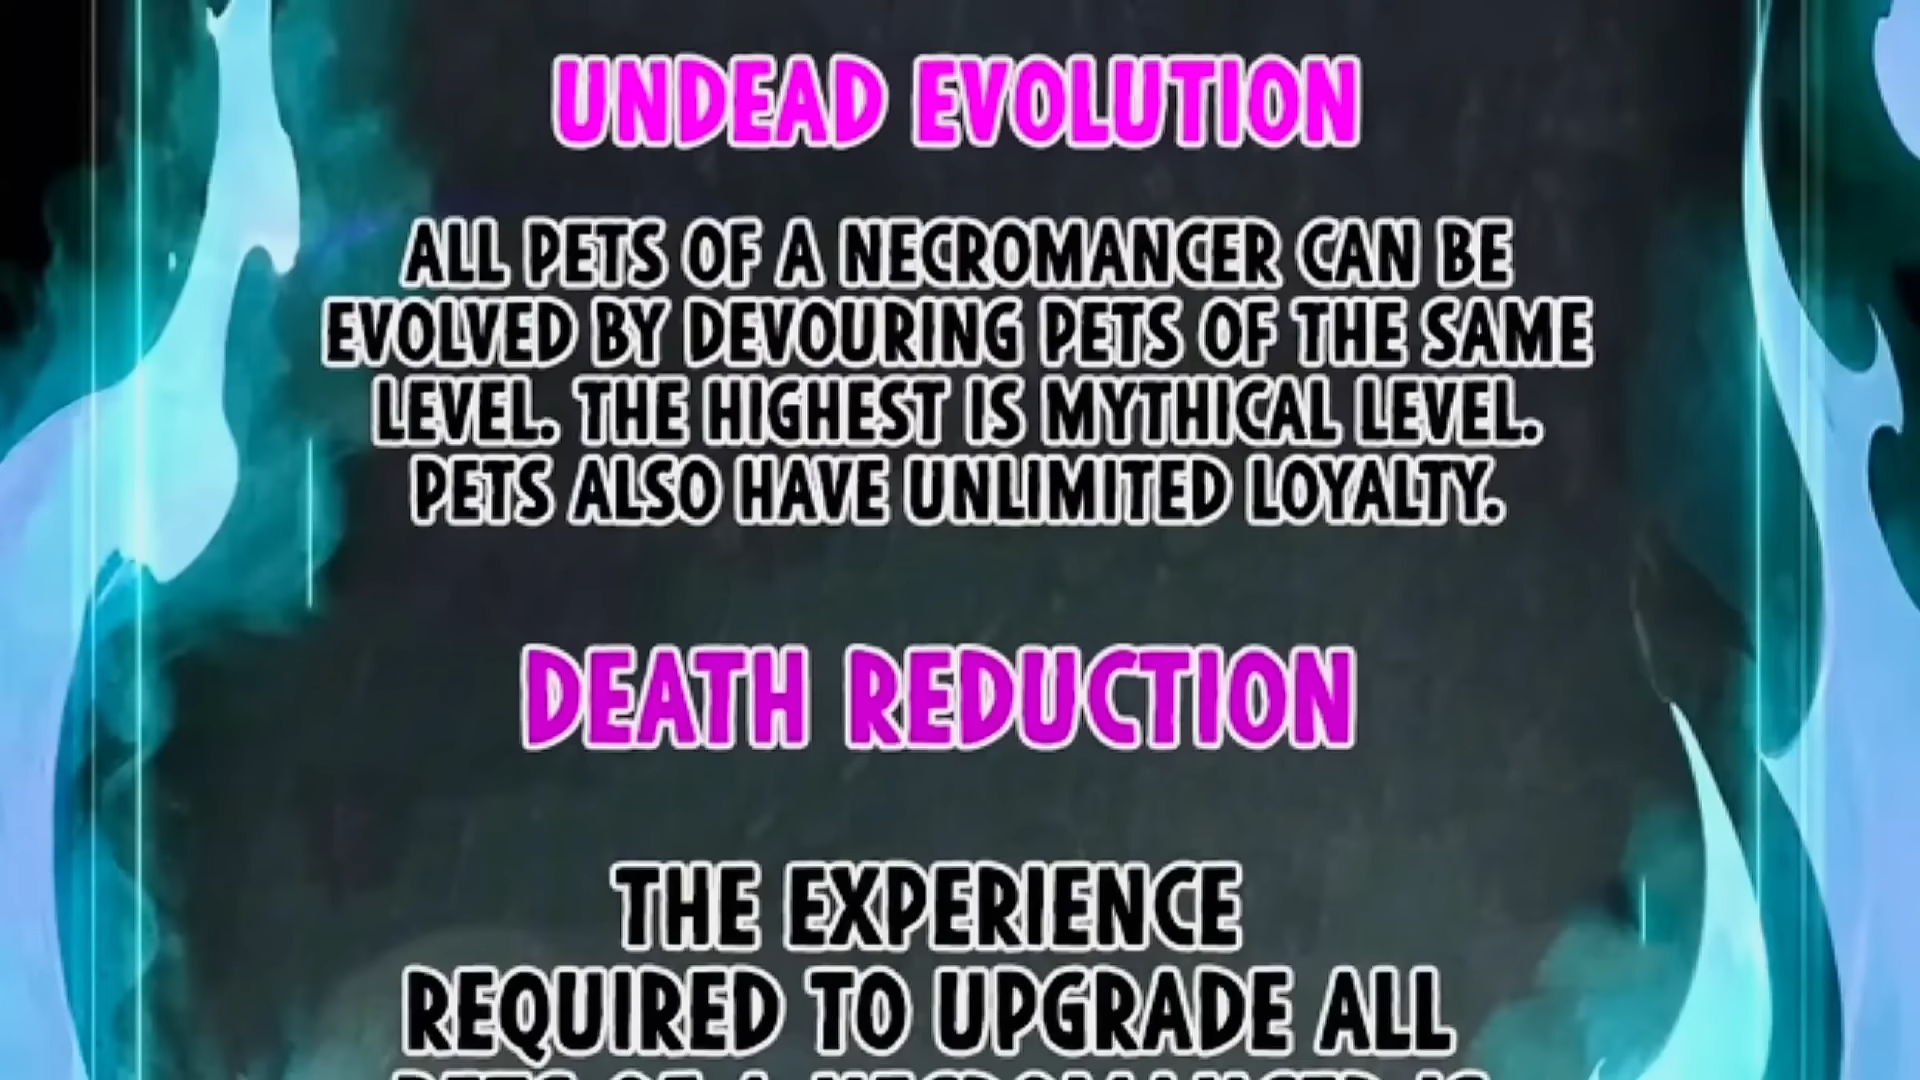 UNDEAD EVOLUTION
ALL PETS OF A NECROMANCER CAN BE
EVOLVED BY DEVOURING PETS OF THE SAME
LEVEL. THE HIGHEST IS MYTHICAL LEVEL.
PETS ALSO HAVE UNLIMITED LOYALTY.
DEATH REDUCTION
THE EXPERIENCE
REQUIRED TO UPGRADE ALL